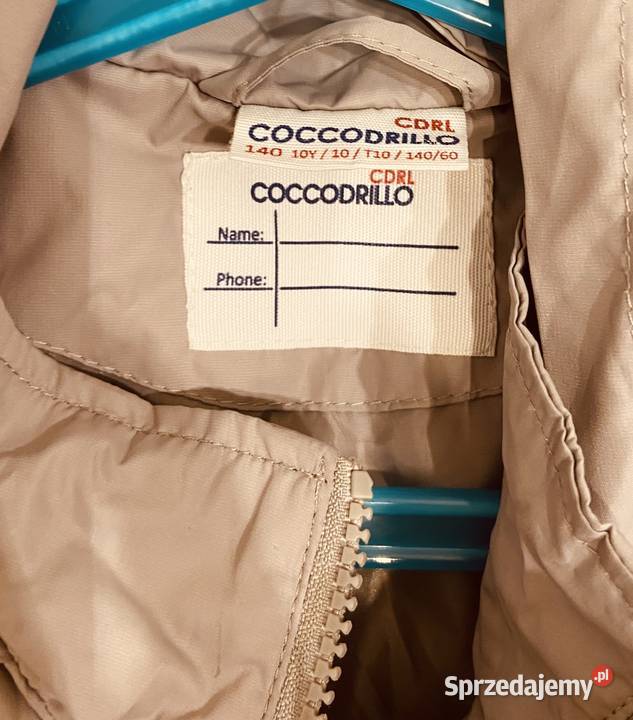 CDRL
COCCODRILLO
140 10Y / 10 / T10 / 140/60
CDRL
COCCODRILLO
Name:
Phone:
Sprzedajemy.pl